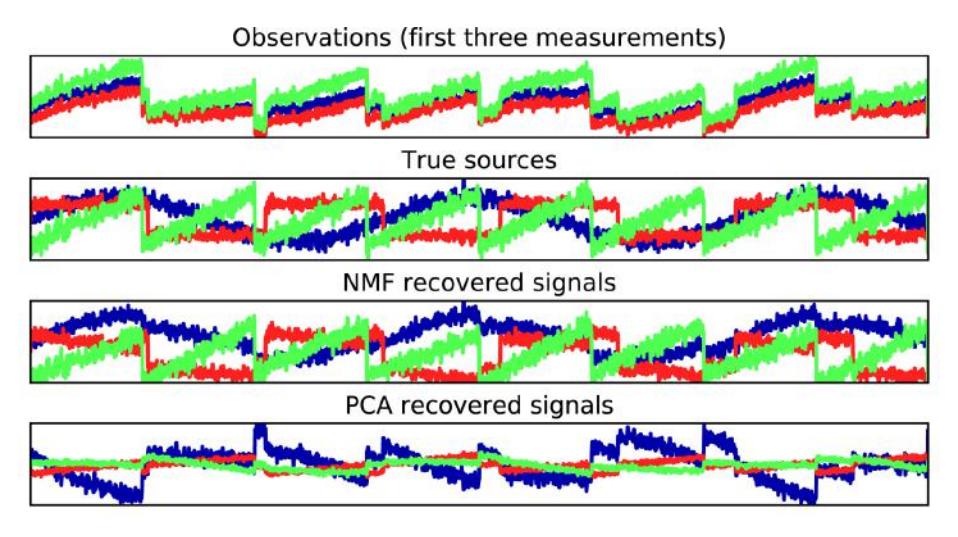 Observations (first three measurements)
True sources
NMF recovered signals
PCA recovered signals